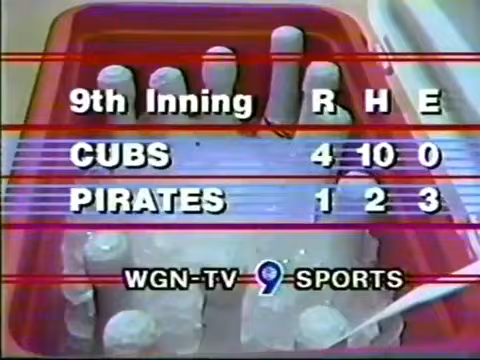 9th Inning R H E
CUBS 4 10 0
PIRATES 1 2 3
WGN-TV 9 SPORTS